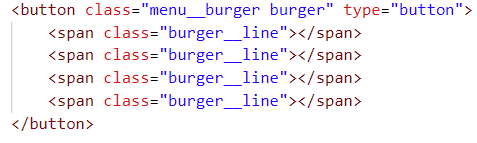 <button class="menu__burger burger" type="button">
    <span class="burger__line"></span>
    <span class="burger__line"></span>
    <span class="burger__line"></span>
    <span class="burger__line"></span>
</button>